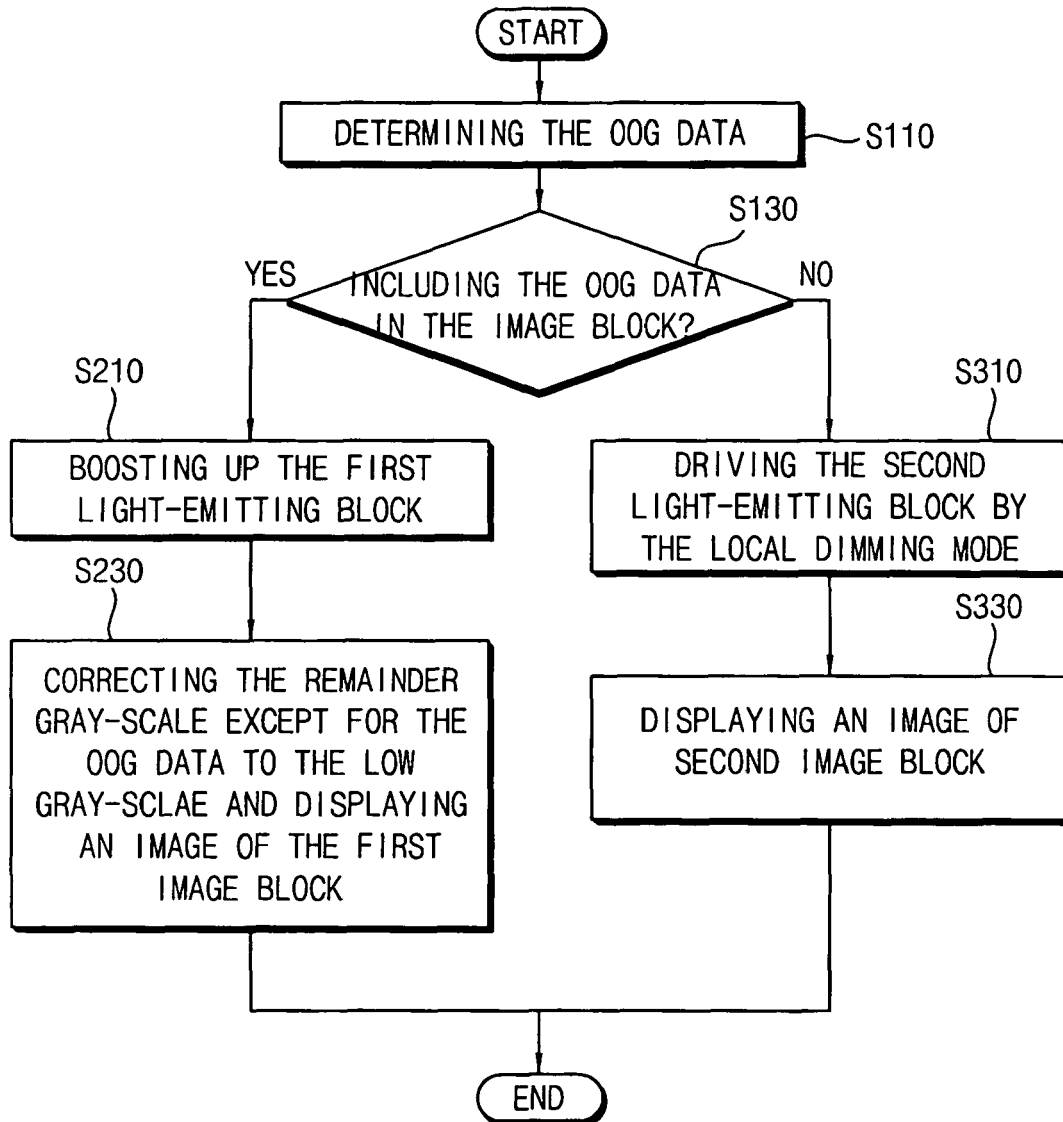 START
DETERMINING THE OOG DATA
S110
S130
YES
INCLUDING THE OOG DATA
IN THE IMAGE BLOCK?
NO
S210
BOOSTING UP THE FIRST
LIGHT-EMITTING BLOCK
S230
CORRECTING THE REMAINDER
GRAY-SCALE EXCEPT FOR THE
OOG DATA TO THE LOW
GRAY-SCLAE AND DISPLAYING
AN IMAGE OF THE FIRST
IMAGE BLOCK
S310
DRIVING THE SECOND
LIGHT-EMITTING BLOCK BY
THE LOCAL DIMMING MODE
S330
DISPLAYING AN IMAGE OF
SECOND IMAGE BLOCK
END